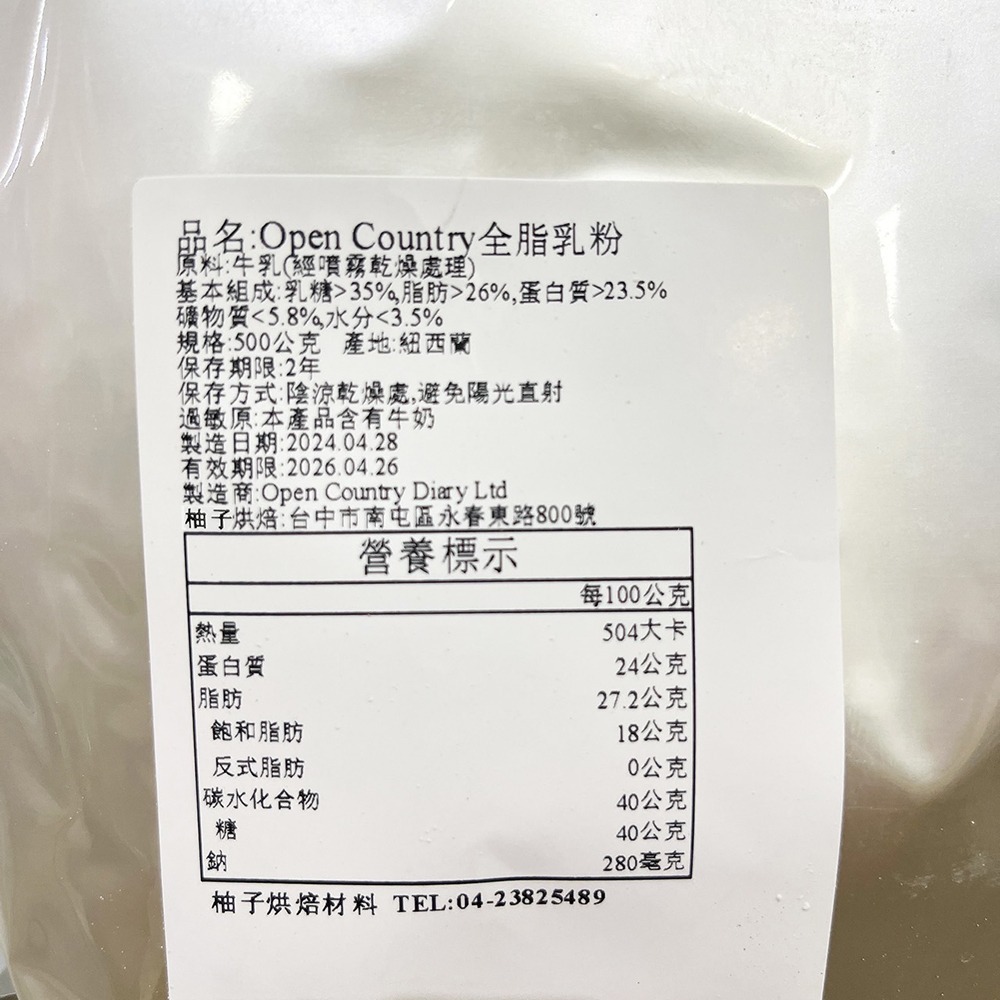 品名:Open Country全脂乳粉
原料:牛乳(經噴霧乾燥處理)
基本組成:乳糖>35%,脂肪>26%,蛋白質>23.5%
礦物質<5.8%,水分<3.5%
規格:500公克 產地:紐西蘭
保存期限:2年
保存方式:陰涼乾燥處,避免陽光直射
過敏原:本產品含有牛奶
製造日期:2024.04.28
有效期限:2026.04.26
製造商:Open Country Diary Ltd
柚子烘焙:台中市南屯區永春東路800號
營養標示
每100公克
熱量 504大卡
蛋白質 24公克
脂肪 27.2公克
飽和脂肪 18公克
反式脂肪 0公克
碳水化合物 40公克
糖 40公克
鈉 280毫克
柚子烘焙材料 TEL:04-23825489